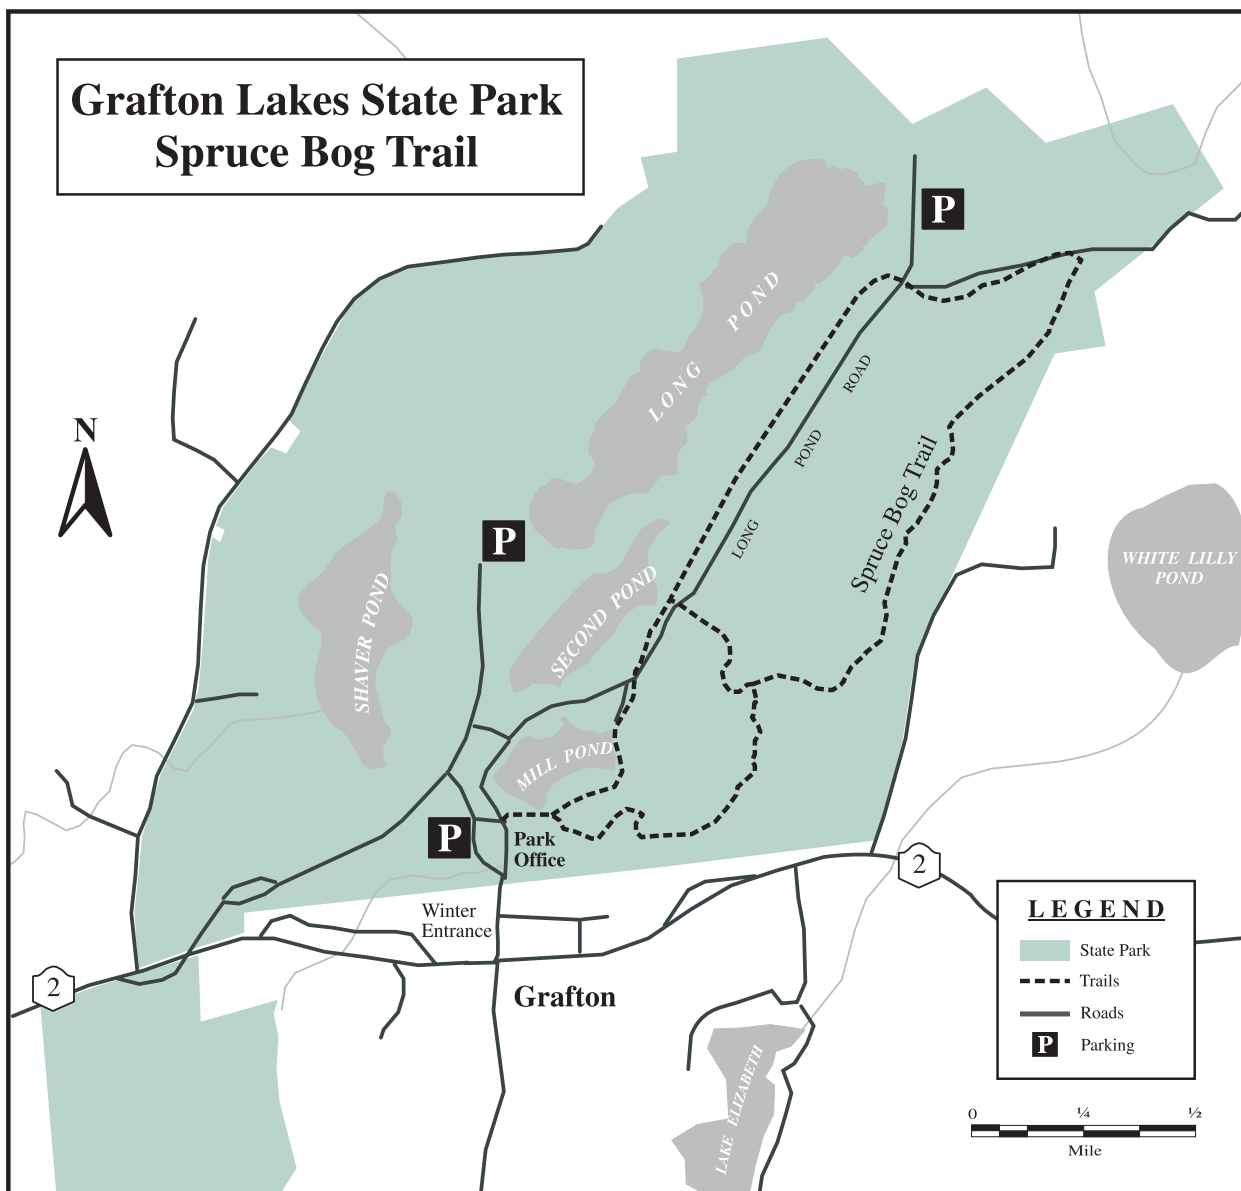 Grafton Lakes State Park
Spruce Bog Trail
P
LONG POND
ROAD
POND
LONG
N
Spruce Bog Trail
P
WHITE LILLY
POND
SECOND POND
SHAVER POND
MILL POND
P
Park
Office
2
Winter
Entrance
LEGEND
State Park
Trails
Roads
P Parking
2
Grafton
LAKE ELIZABETH
0 ¼ ½
Mile